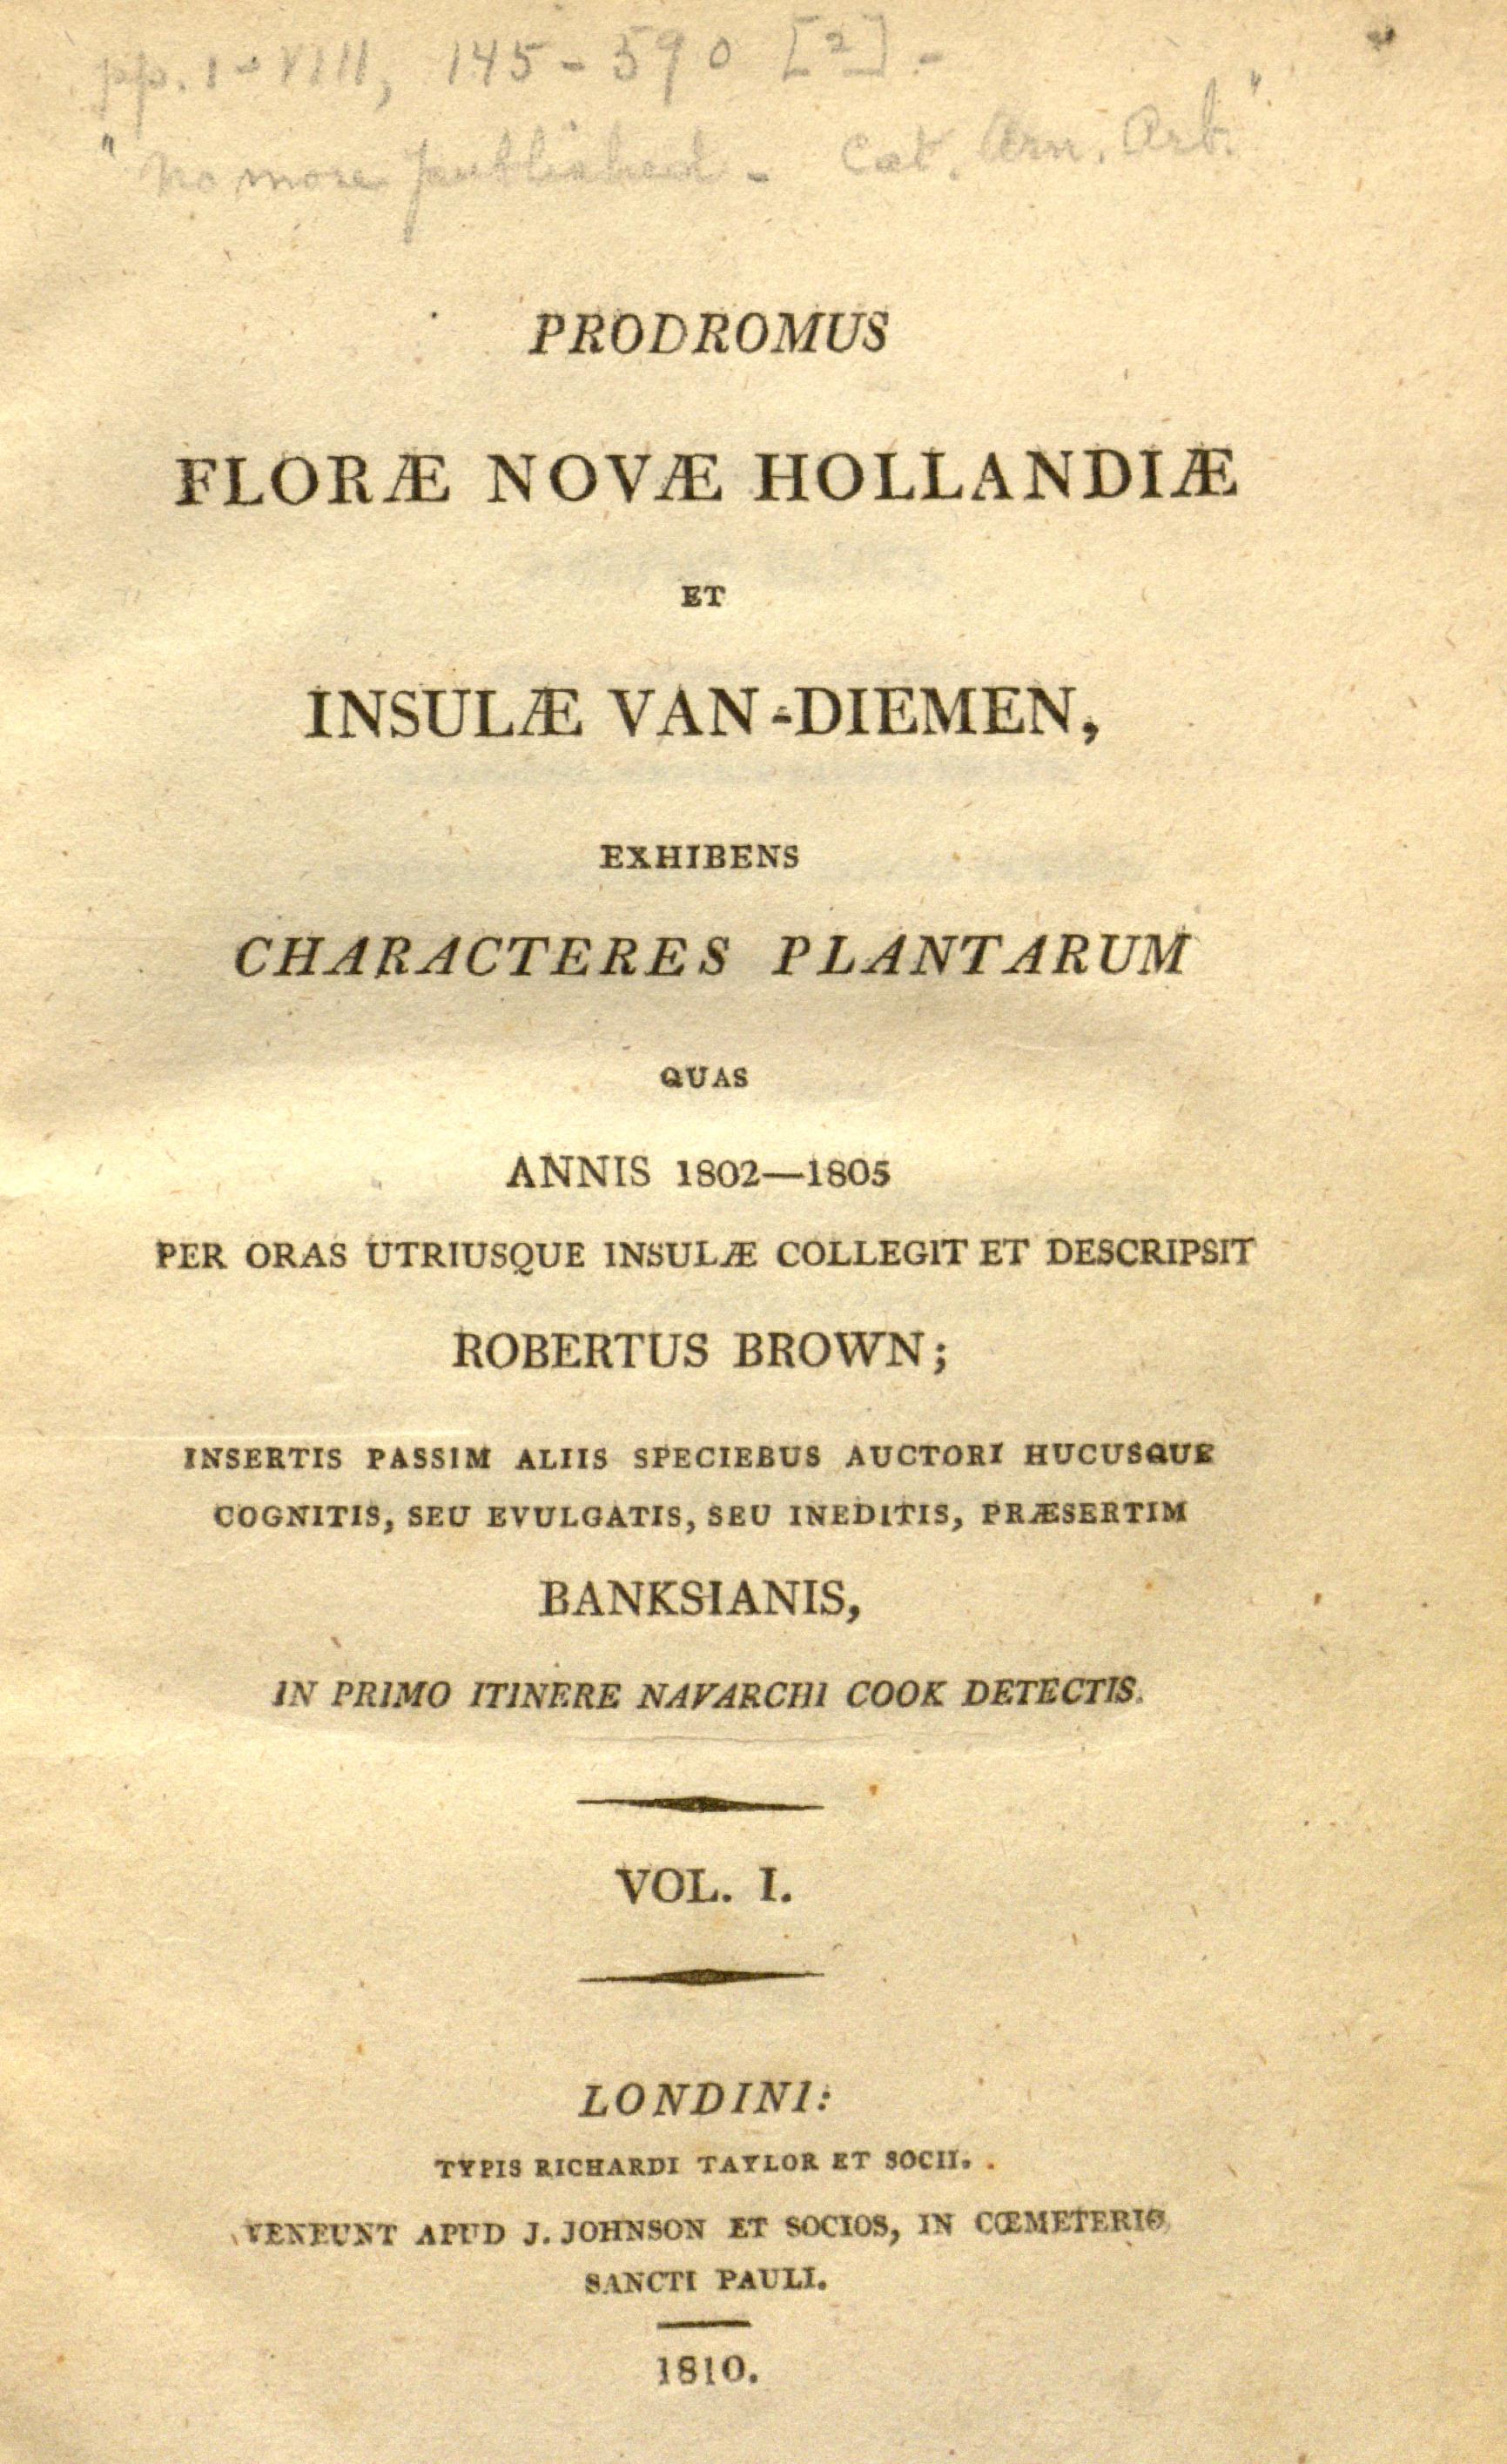 pp. I-VIII, 145-590 [2].-
"No more published - Cat. Arn. Arb."
PRODROMUS
FLORÆ NOVÆ HOLLANDIÆ
ET
INSULÆ VAN-DIEMEN,
EXHIBENS
CHARACTERES PLANTARUM
QUAS
ANNIS 1802—1805
PER ORAS UTRIUSQUE INSULÆ COLLEGIT ET DESCRIPSIT
ROBERTUS BROWN;
INSERTIS PASSIM ALIIS SPECIEBUS AUCTORI HUCUSQUE
COGNITIS, SEU EVULGATIS, SEU INEDITIS, PRÆSERTIM
BANKSIANIS,
IN PRIMO ITINERE NAVARCHI COOK DETECTIS.
VOL. I.
LONDINI:
TYPIS RICHARDI TAYLOR ET SOCII.
VENEUNT APUD J. JOHNSON ET SOCIOS, IN CŒMETERIO
SANCTI PAULI.
1810.